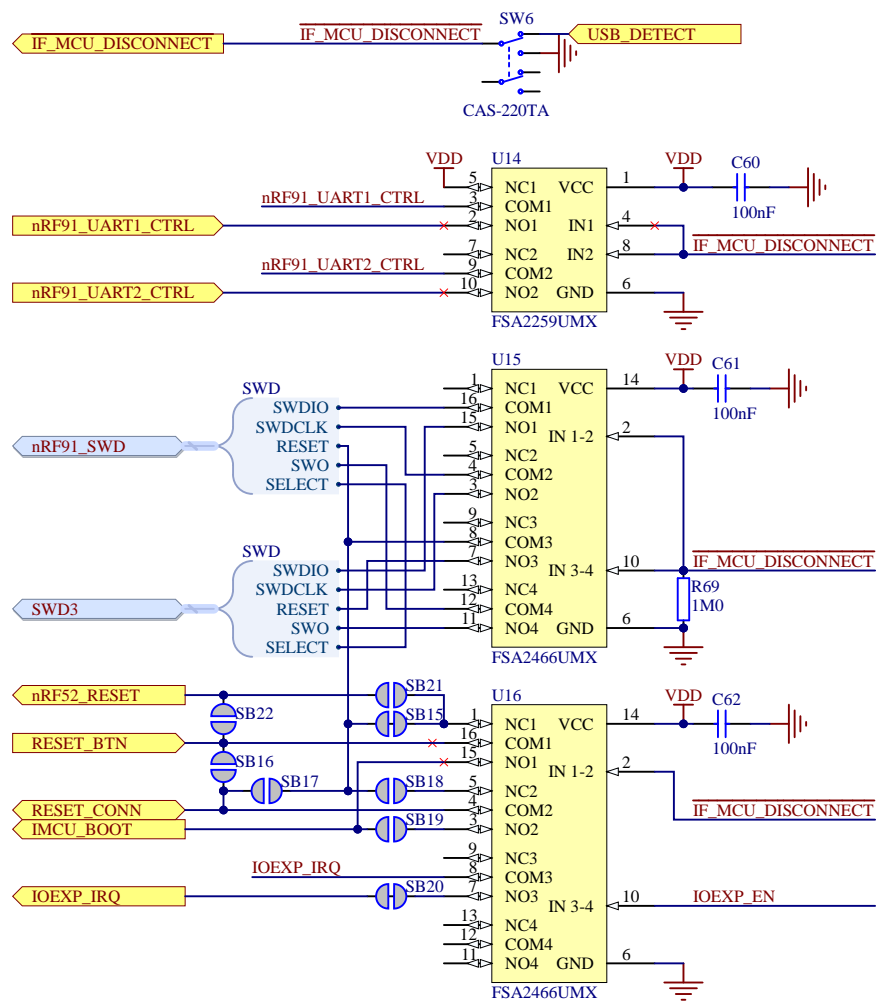 SW6
IF_MCU_DISCONNECT
IF_MCU_DISCONNECT
USB_DETECT
CAS-220TA
U14
VDD
5 NC1 VCC 1
VDD
C60
100nF
nRF91_UART1_CTRL
3 COM1
nRF91_UART1_CTRL
2 NO1 IN1 4
7 NC2 IN2 8
IF_MCU_DISCONNECT
nRF91_UART2_CTRL
9 COM2
nRF91_UART2_CTRL
10 NO2 GND 6
FSA2259UMX
U15
VDD
C61
100nF
1 NC1 VCC 14
16 COM1
15 NO1 IN 1-2 2
5 NC2
4 COM2
3 NO2
9 NC3
8 COM3
7 NO3 IN 3-4 10
IF_MCU_DISCONNECT
13 NC4
12 COM4
11 NO4 GND 6
R69
1M0
FSA2466UMX
SWD
nRF91_SWD
SWDIO
SWDCLK
RESET
SWO
SELECT
SWD
SWD3
SWDIO
SWDCLK
RESET
SWO
SELECT
U16
VDD
C62
100nF
nRF52_RESET
SB21
SB22
SB15
1 NC1 VCC 14
RESET_BTN
16 COM1
15 NO1 IN 1-2 2
SB16
SB17
SB18
5 NC2
RESET_CONN
4 COM2
IF_MCU_DISCONNECT
IMCU_BOOT
SB19
3 NO2
9 NC3
IOEXP_IRQ
8 COM3
IOEXP_IRQ
SB20
7 NO3 IN 3-4 10
IOEXP_EN
13 NC4
12 COM4
11 NO4 GND 6
FSA2466UMX